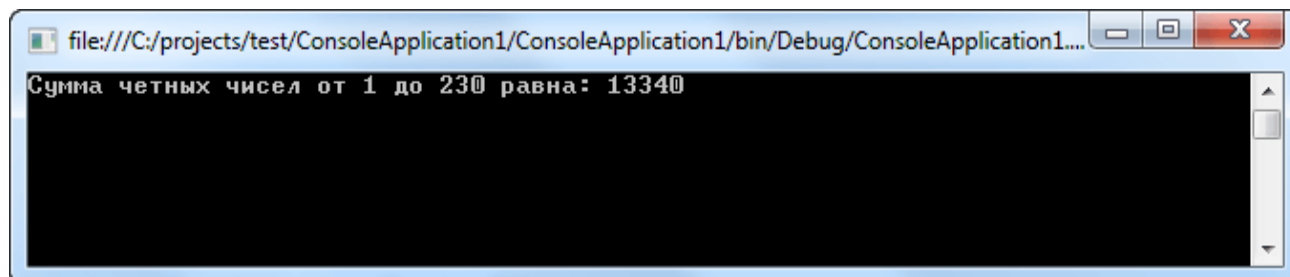 file:///C:/projects/test/ConsoleApplication1/ConsoleApplication1/bin/Debug/ConsoleApplication1....
Сумма четных чисел от 1 до 230 равна: 13340